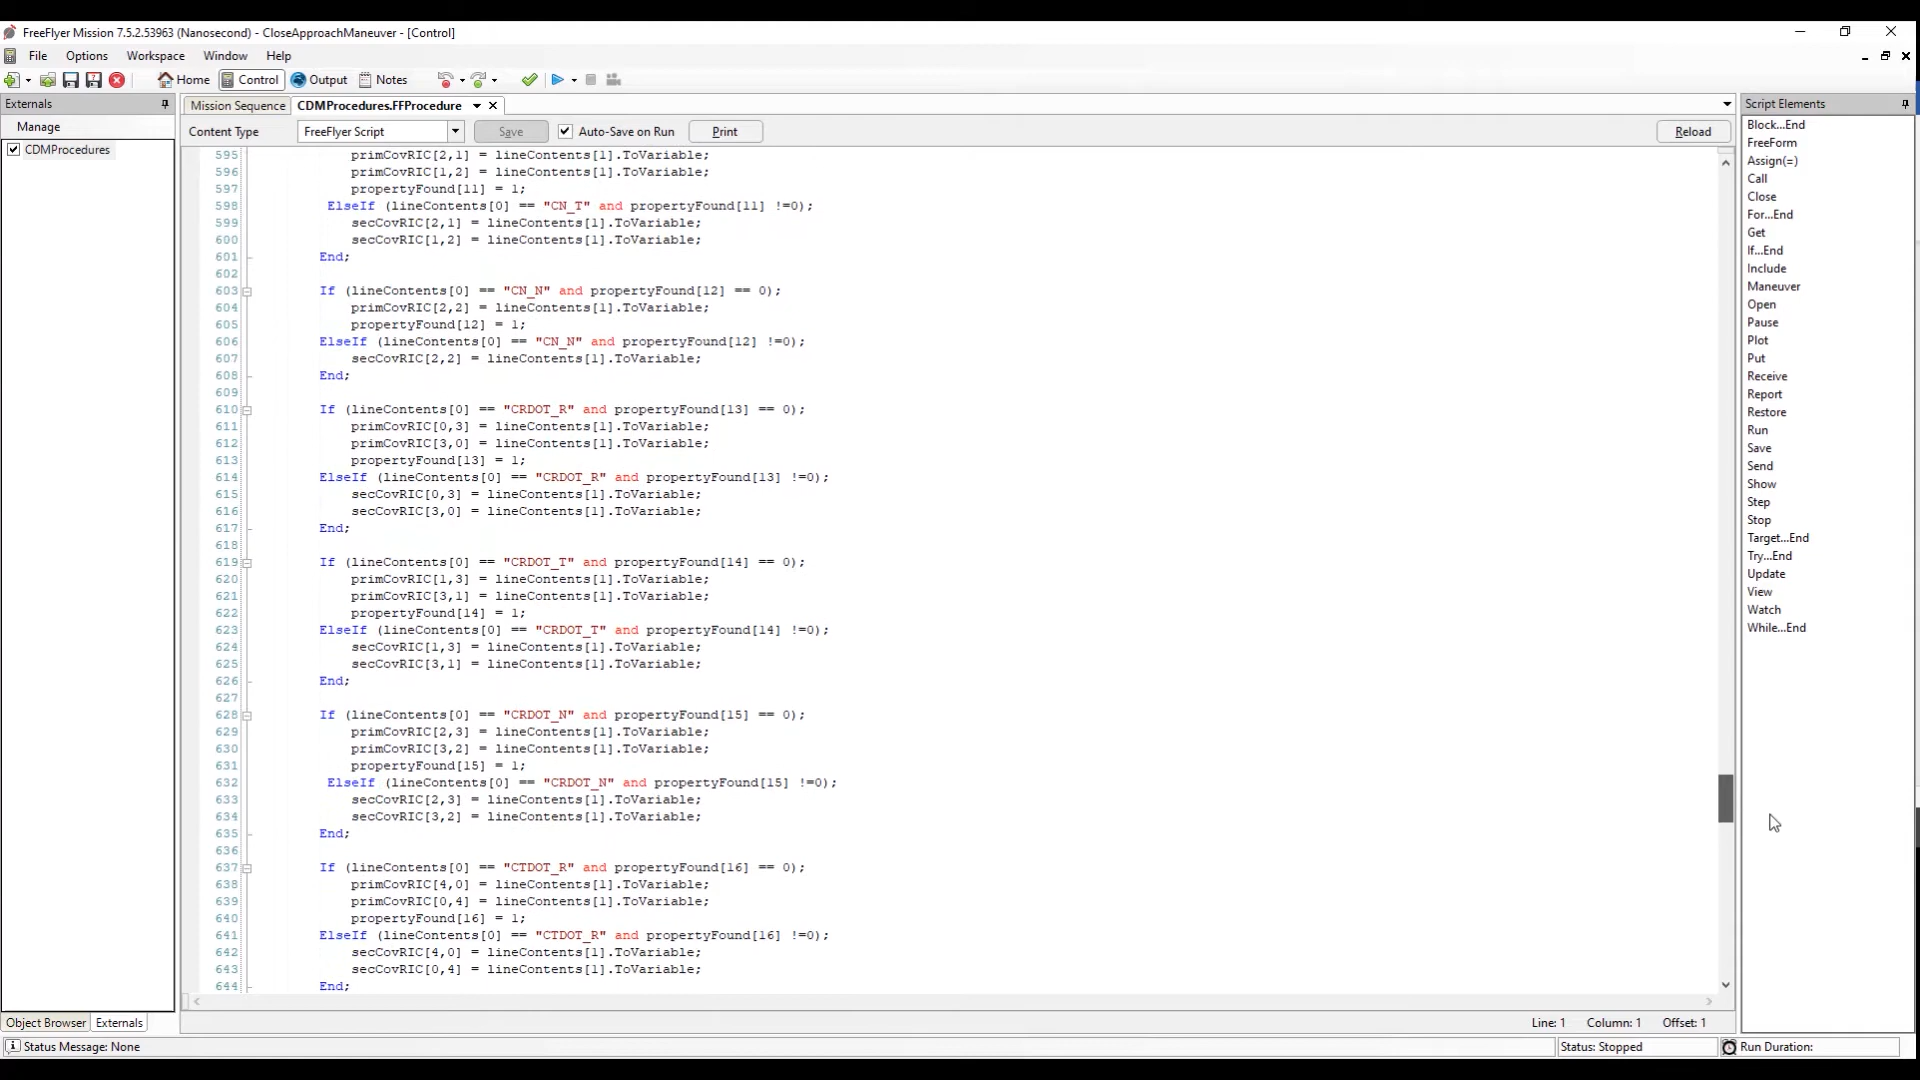 FreeFlyer Mission 7.5.2.53963 (Nanosecond) - CloseApproachManeuver - [Control]
File Options Workspace Window Help
Home Control Output Notes
Externals
Manage
CDMProcedures
Mission Sequence CDMProcedures.FFProcedure
Content Type FreeFlyer Script Save Auto-Save on Run Print Reload
595 primCovRIC[2,1] = lineContents[1].ToVariable;
596 primCovRIC[1,2] = lineContents[1].ToVariable;
597 propertyFound[11] = 1;
598 ElseIf (lineContents[0] == "CN_T" and propertyFound[11] !=0);
599 secCovRIC[2,1] = lineContents[1].ToVariable;
600 secCovRIC[1,2] = lineContents[1].ToVariable;
601 End;
602
603 If (lineContents[0] == "CN_N" and propertyFound[12] == 0);
604 primCovRIC[2,2] = lineContents[1].ToVariable;
605 propertyFound[12] = 1;
606 ElseIf (lineContents[0] == "CN_N" and propertyFound[12] !=0);
607 secCovRIC[2,2] = lineContents[1].ToVariable;
608 End;
609
610 If (lineContents[0] == "CRDOT_R" and propertyFound[13] == 0);
611 primCovRIC[0,3] = lineContents[1].ToVariable;
612 primCovRIC[3,0] = lineContents[1].ToVariable;
613 propertyFound[13] = 1;
614 ElseIf (lineContents[0] == "CRDOT_R" and propertyFound[13] !=0);
615 secCovRIC[0,3] = lineContents[1].ToVariable;
616 secCovRIC[3,0] = lineContents[1].ToVariable;
617 End;
618
619 If (lineContents[0] == "CRDOT_T" and propertyFound[14] == 0);
620 primCovRIC[1,3] = lineContents[1].ToVariable;
621 primCovRIC[3,1] = lineContents[1].ToVariable;
622 propertyFound[14] = 1;
623 ElseIf (lineContents[0] == "CRDOT_T" and propertyFound[14] !=0);
624 secCovRIC[1,3] = lineContents[1].ToVariable;
625 secCovRIC[3,1] = lineContents[1].ToVariable;
626 End;
627
628 If (lineContents[0] == "CRDOT_N" and propertyFound[15] == 0);
629 primCovRIC[2,3] = lineContents[1].ToVariable;
630 primCovRIC[3,2] = lineContents[1].ToVariable;
631 propertyFound[15] = 1;
632 ElseIf (lineContents[0] == "CRDOT_N" and propertyFound[15] !=0);
633 secCovRIC[2,3] = lineContents[1].ToVariable;
634 secCovRIC[3,2] = lineContents[1].ToVariable;
635 End;
636
637 If (lineContents[0] == "CTDOT_R" and propertyFound[16] == 0);
638 primCovRIC[4,0] = lineContents[1].ToVariable;
639 primCovRIC[0,4] = lineContents[1].ToVariable;
640 propertyFound[16] = 1;
641 ElseIf (lineContents[0] == "CTDOT_R" and propertyFound[16] !=0);
642 secCovRIC[4,0] = lineContents[1].ToVariable;
643 secCovRIC[0,4] = lineContents[1].ToVariable;
644 End;
Script Elements
Block...End
FreeForm
Assign(=)
Call
Close
For...End
Get
If...End
Include
Maneuver
Open
Pause
Plot
Put
Receive
Report
Restore
Run
Save
Send
Show
Step
Stop
Target...End
Try...End
Update
View
Watch
While...End
Object Browser Externals
Line: 1 Column: 1 Offset: 1
Status Message: None
Status: Stopped
Run Duration: